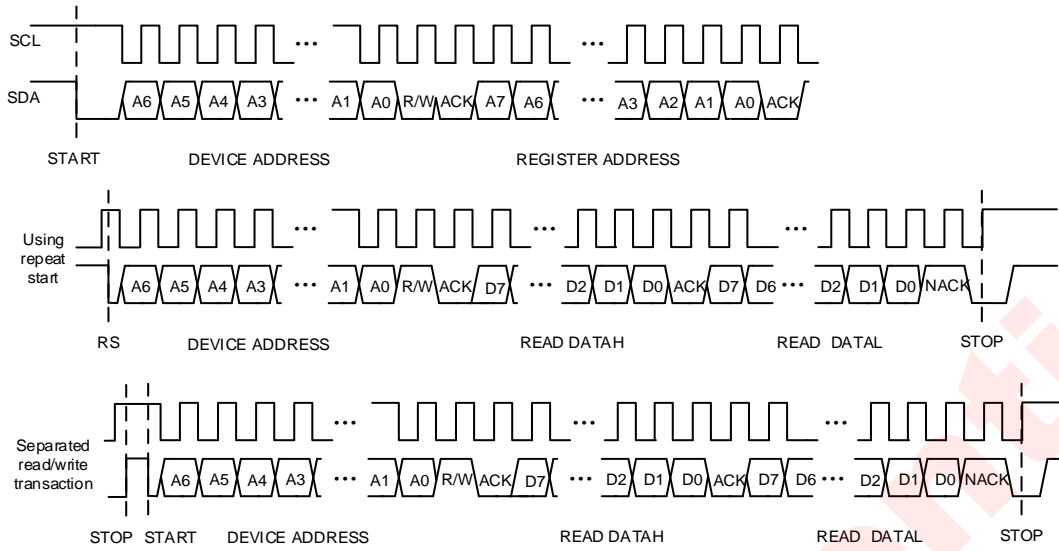 SCL
SDA A6 A5 A4 A3 ••• A1 A0 R/W ACK A7 A6 ••• A3 A2 A1 A0 ACK
START DEVICE ADDRESS REGISTER ADDRESS
Using
repeat
start
A6 A5 A4 A3 ••• A1 A0 R/W ACK D7 ••• D2 D1 D0 ACK D7 D6 ••• D2 D1 D0 NACK
RS DEVICE ADDRESS READ DATAH READ DATAL STOP
Separated
read/write
transaction
A6 A5 A4 A3 ••• A1 A0 R/W ACK D7 ••• D2 D1 D0 ACK D7 D6 ••• D2 D1 D0 NACK
STOP START DEVICE ADDRESS READ DATAH READ DATAL STOP